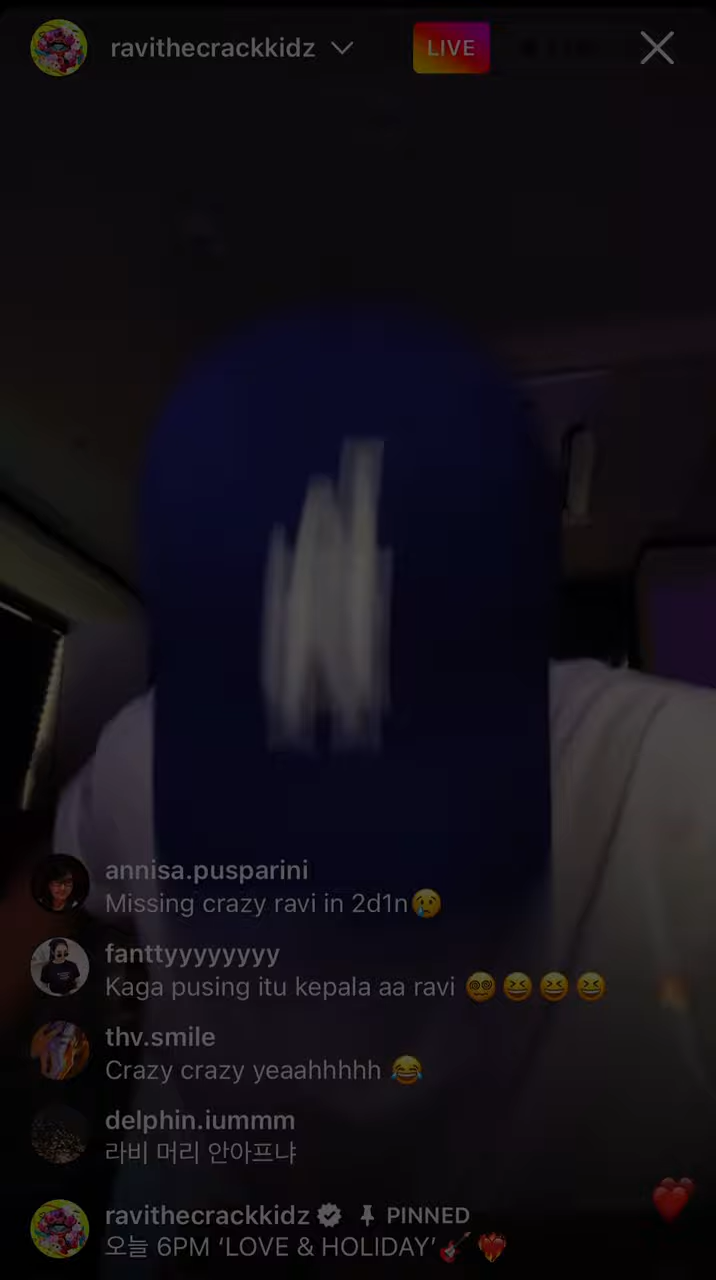 ravithecrackkidz
LIVE
annisa.pusparini
Missing crazy ravi in 2d1n😢
fanttyyyyyyyy
Kaga pusing itu kepala aa ravi 😵‍💫😆😆😆
thv.smile
Crazy crazy yeaahhhhh 😂
delphin.iummm
라비 머리 안아프냐
ravithecrackkidz PINNED
오늘 6PM ‘LOVE & HOLIDAY’🎸❤️‍🔥